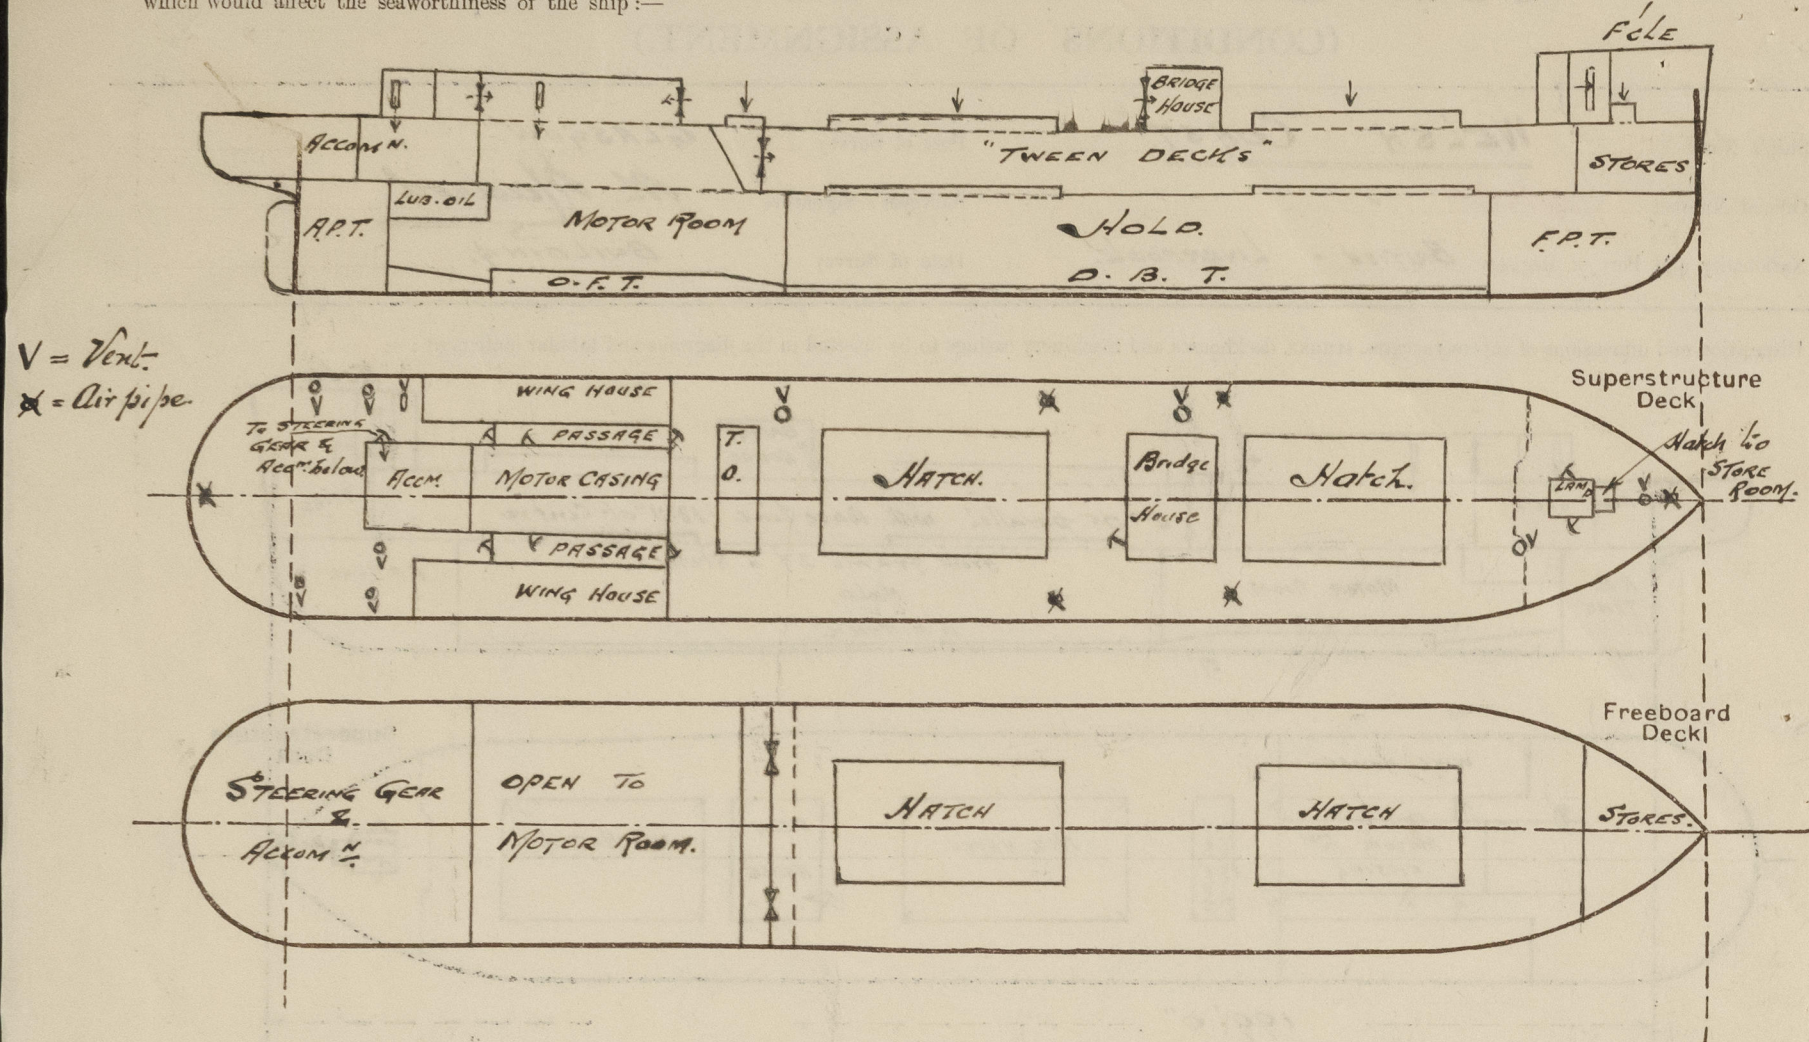 which would affect the seaworthiness of the ship :—
F'CLE
BRIDGE
HOUSE
ACCOMN.
"TWEEN DECKS"
STORES
LUB. OIL
A.P.T.
MOTOR ROOM
HOLD.
F.P.T.
O.F.T.
D.B.T.
V = Vent.
= Air pipe.
Superstructure
Deck
WING HOUSE
TO STEERING
GEAR &
Accn. below
PASSAGE
ACCM.
MOTOR CASING
T.
O.
HATCH.
Bridge
House
Hatch.
LAMP
Hatch to
STORE
ROOM.
PASSAGE
WING HOUSE
V
V
V
V
V
V
V
V
V
V
Freeboard
Deck
STEERING GEAR
&
ACCOM N.
OPEN TO
MOTOR ROOM.
HATCH
HATCH
STORES.